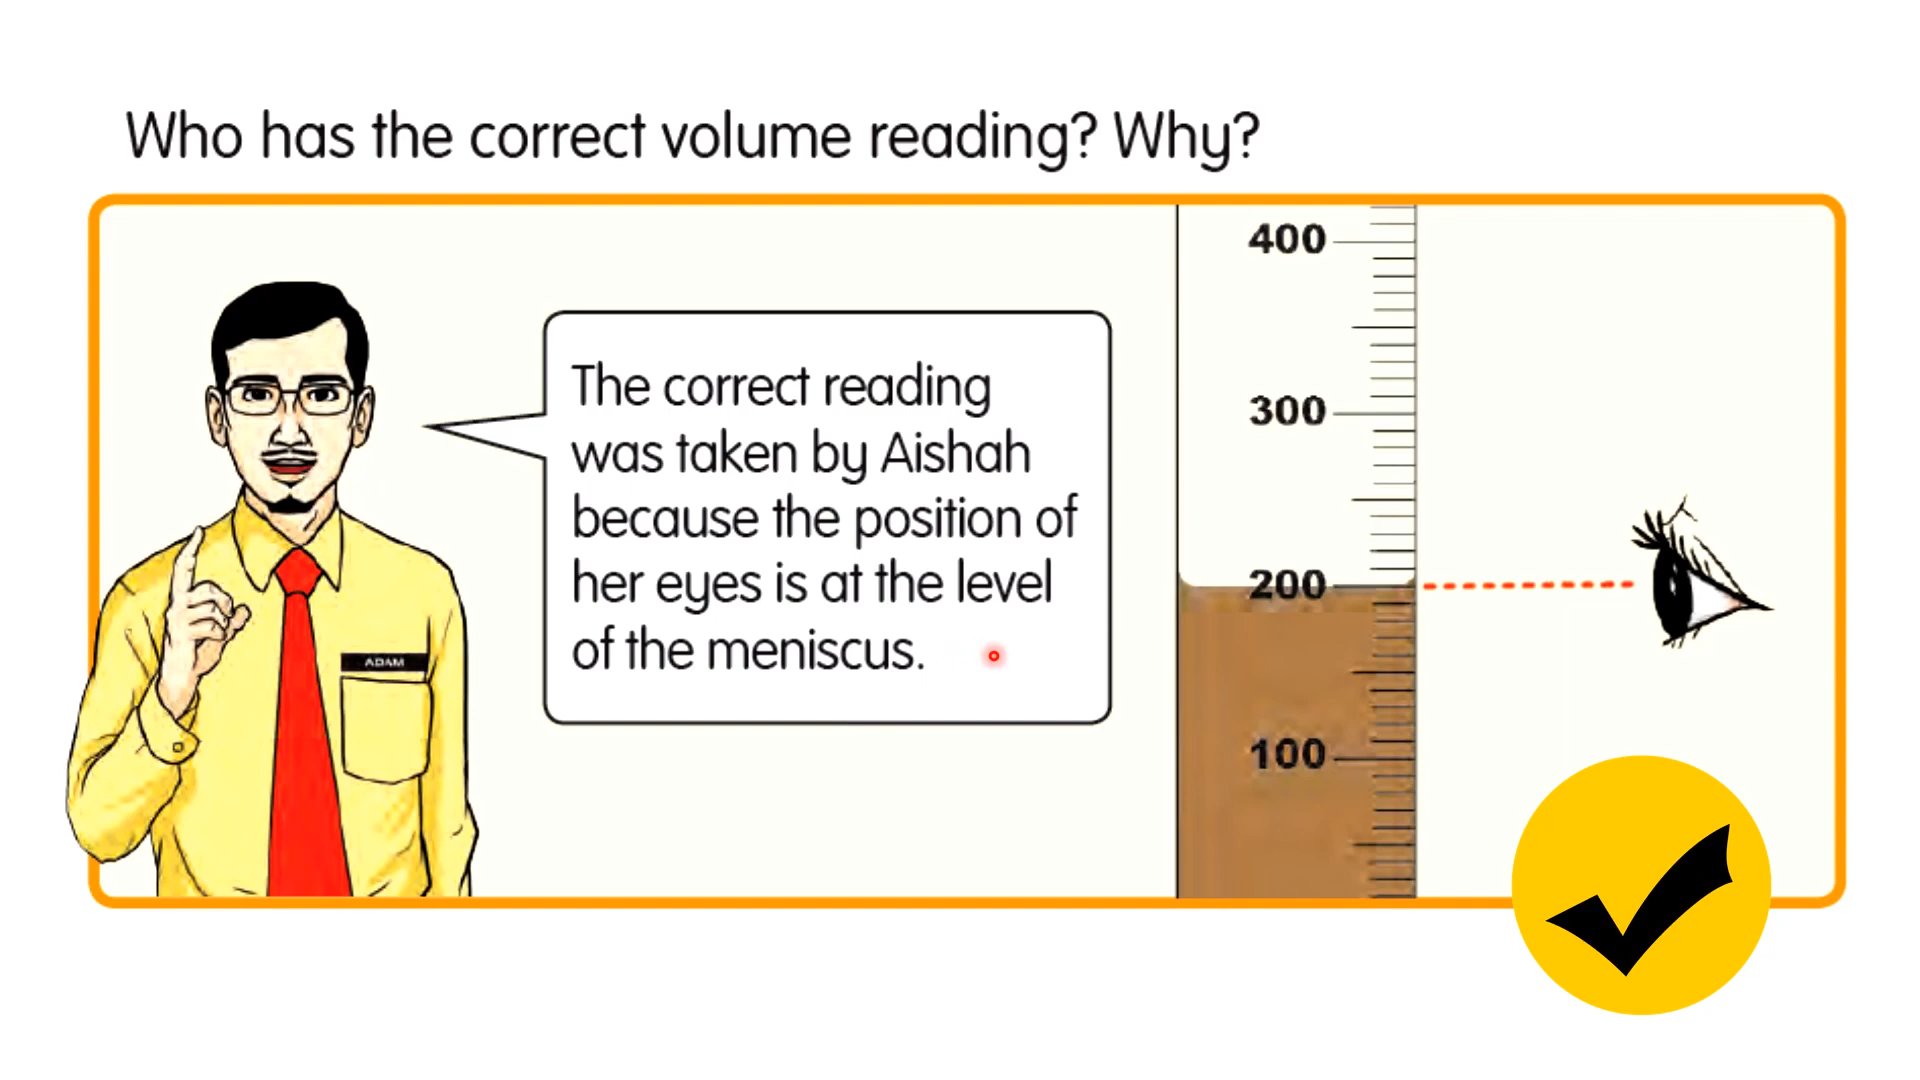 Who has the correct volume reading? Why?
The correct reading
was taken by Aishah
because the position of
her eyes is at the level
of the meniscus.
ADAM
400
300
200
100